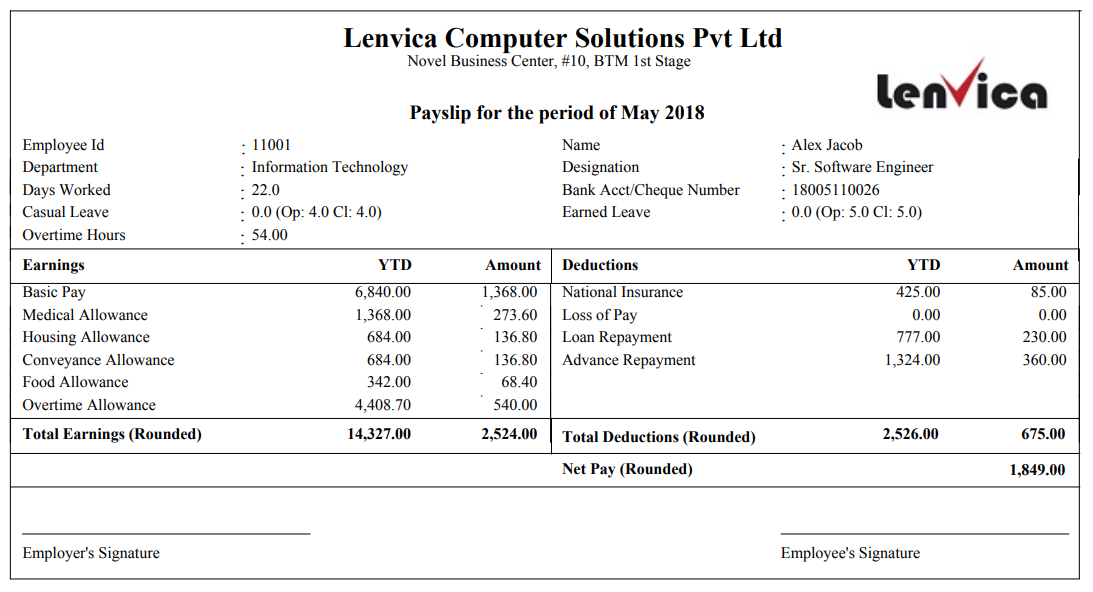 Lenvica Computer Solutions Pvt Ltd
Novel Business Center, #10, BTM 1st Stage
Lenvica
Payslip for the period of May 2018
Employee Id : 11001 Name : Alex Jacob
Department : Information Technology Designation : Sr. Software Engineer
Days Worked : 22.0 Bank Acct/Cheque Number : 18005110026
Casual Leave : 0.0 (Op: 4.0 Cl: 4.0) Earned Leave : 0.0 (Op: 5.0 Cl: 5.0)
Overtime Hours : 54.00
Earnings YTD Amount Deductions YTD Amount
Basic Pay 6,840.00 1,368.00 National Insurance 425.00 85.00
Medical Allowance 1,368.00 273.60 Loss of Pay 0.00 0.00
Housing Allowance 684.00 136.80 Loan Repayment 777.00 230.00
Conveyance Allowance 684.00 136.80 Advance Repayment 1,324.00 360.00
Food Allowance 342.00 68.40
Overtime Allowance 4,408.70 540.00
Total Earnings (Rounded) 14,327.00 2,524.00 Total Deductions (Rounded) 2,526.00 675.00
Net Pay (Rounded) 1,849.00
Employer's Signature Employee's Signature